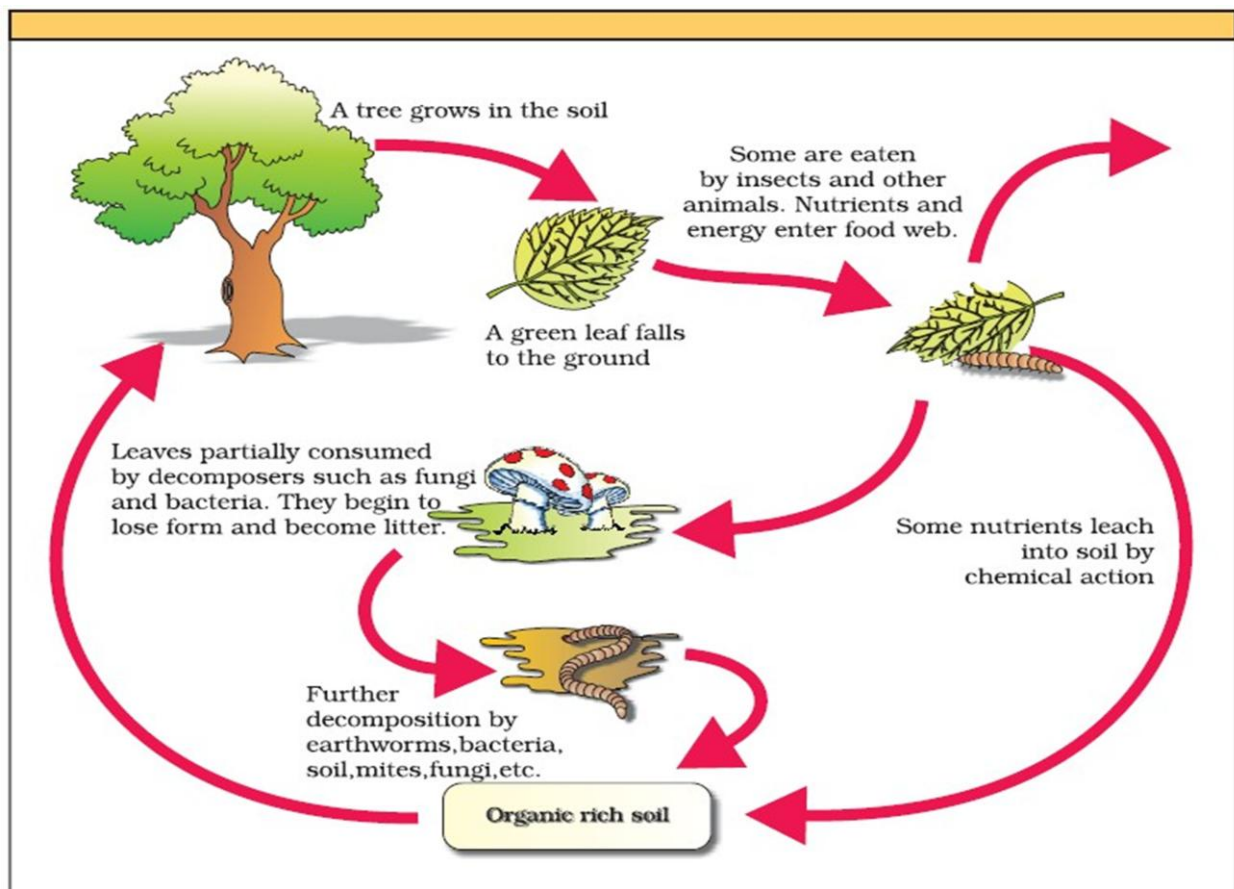 A tree grows in the soil
Some are eaten
by insects and other
animals. Nutrients and
energy enter food web.
A green leaf falls
to the ground
Leaves partially consumed
by decomposers such as fungi
and bacteria. They begin to
lose form and become litter.
Some nutrients leach
into soil by
chemical action
Further
decomposition by
earthworms,bacteria,
soil,mites,fungi,etc.
Organic rich soil